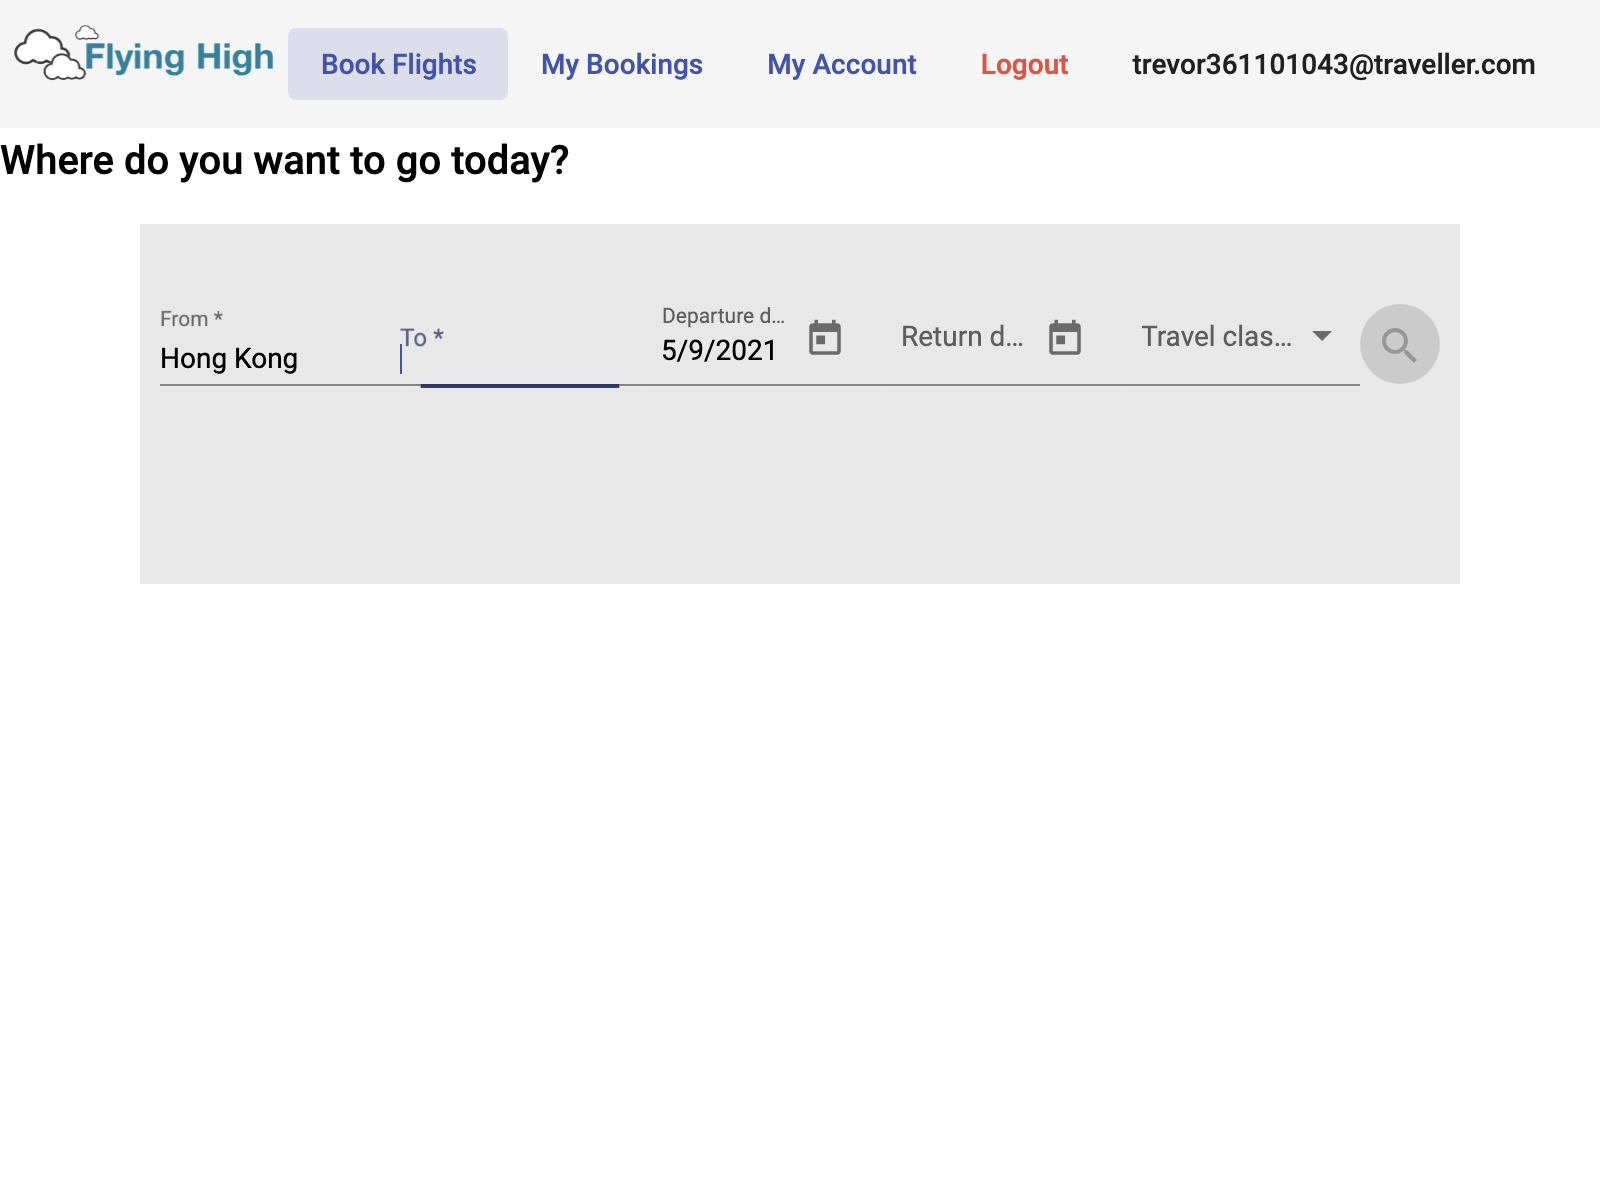 Flying High
Book Flights
My Bookings
My Account
Logout
trevor361101043@traveller.com
Where do you want to go today?
From *
Hong Kong
To *
Departure d...
5/9/2021
Return d...
Travel clas...